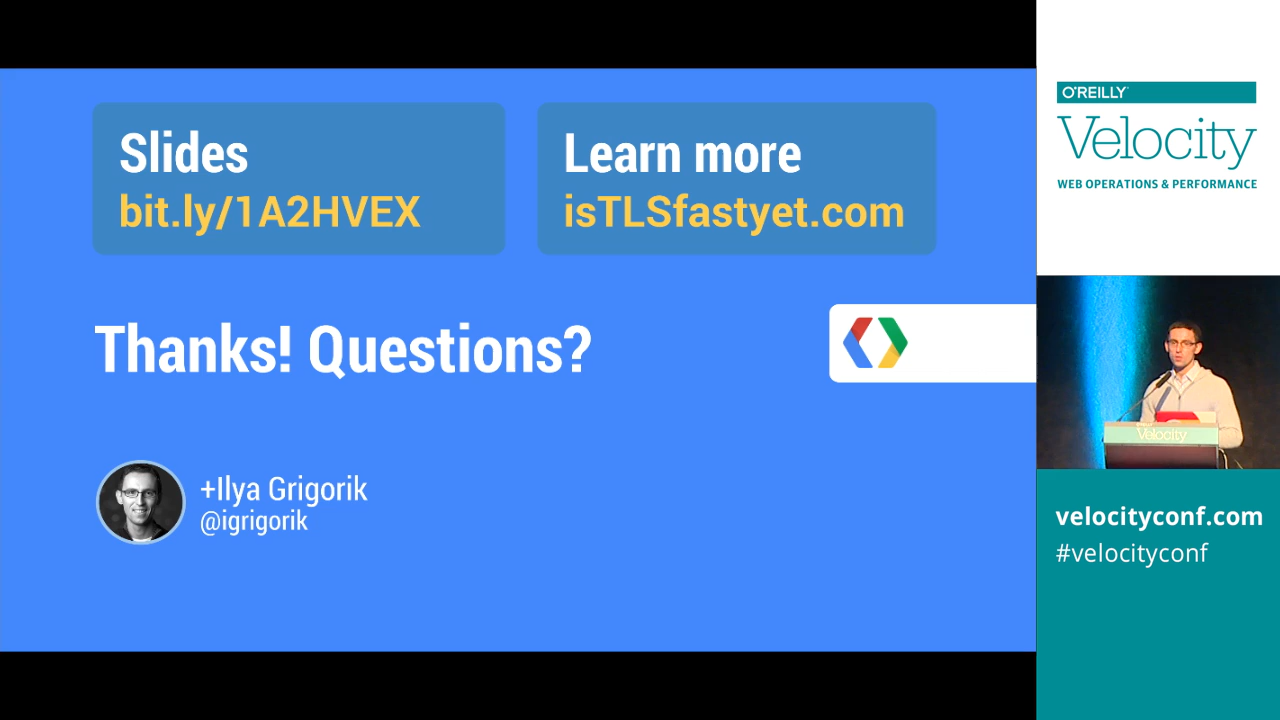 Slides
bit.ly/1A2HVEX
Learn more
isTLSfastyet.com
Thanks! Questions?
+Ilya Grigorik
@igrigorik
O'REILLY
Velocity
WEB OPERATIONS & PERFORMANCE
Velocity
velocityconf.com
#velocityconf